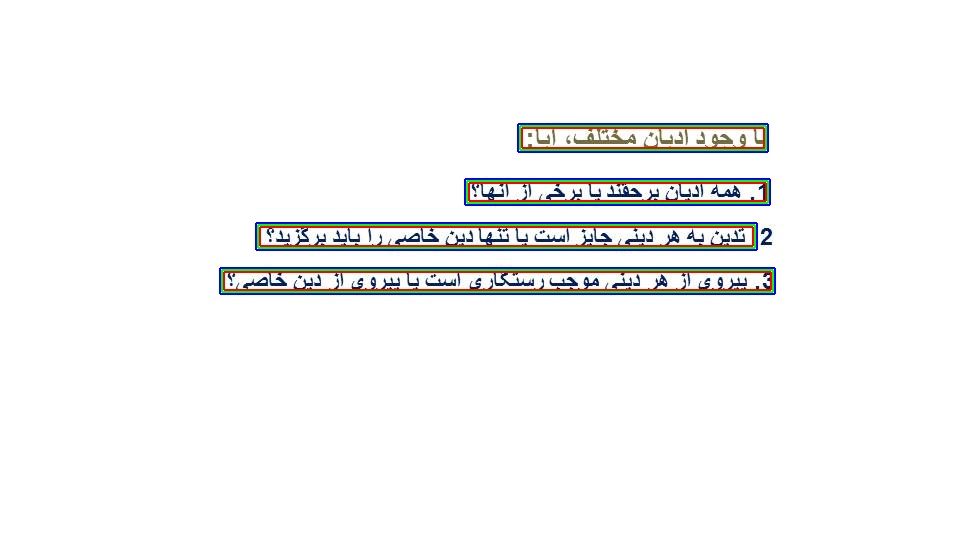 با وجود ادیان مختلف، آیا:
1. همه ادیان برحقند یا برخی از آنها؟
2 تدین به هر دینی جایز است یا تنها دین خاصی را باید برگزید؟
3. پیروی از هر دینی موجب رستگاری است یا پیروی از دین خاصی؟